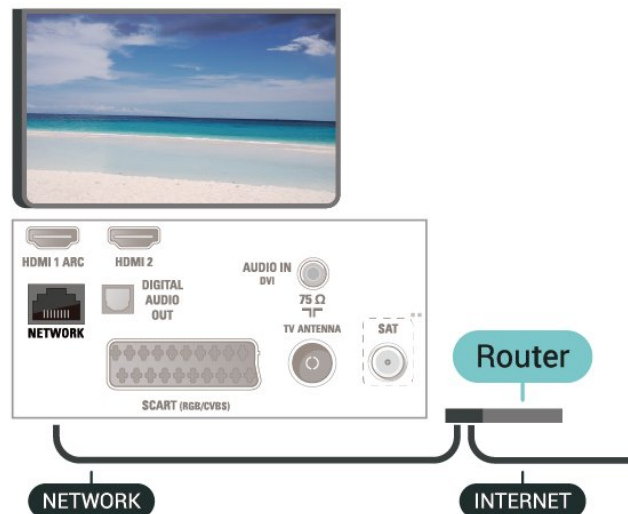 HDMI 1 ARC
HDMI 2
NETWORK
DIGITAL
AUDIO
OUT
AUDIO IN
DVI
75 Ω
TV ANTENNA
SAT
**
SCART (RGB/CVBS)
Router
NETWORK
INTERNET